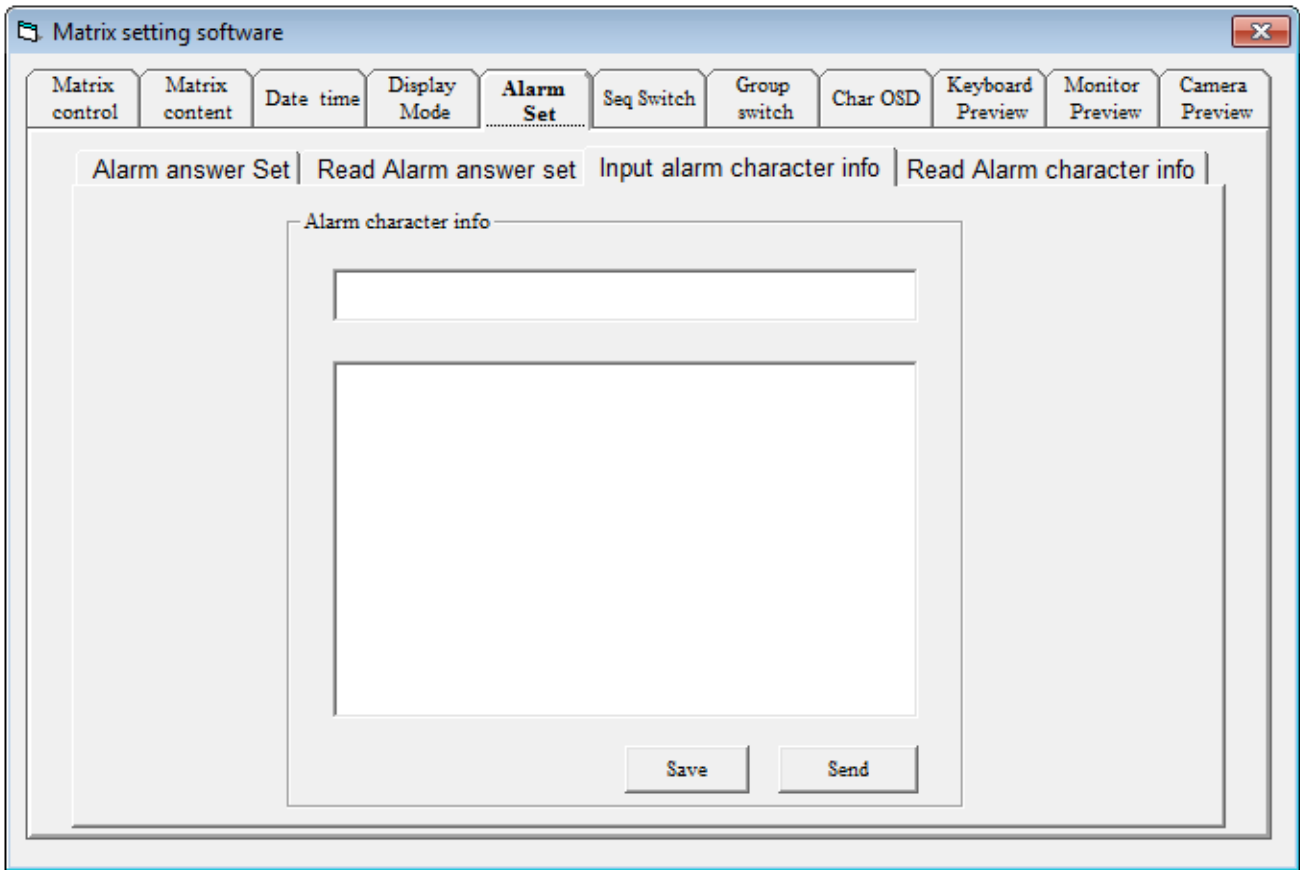 Matrix setting software
Matrix control
Matrix content
Date time
Display Mode
Alarm Set
Seq Switch
Group switch
Char OSD
Keyboard Preview
Monitor Preview
Camera Preview
Alarm answer Set
Read Alarm answer set
Input alarm character info
Read Alarm character info
Alarm character info
Save
Send